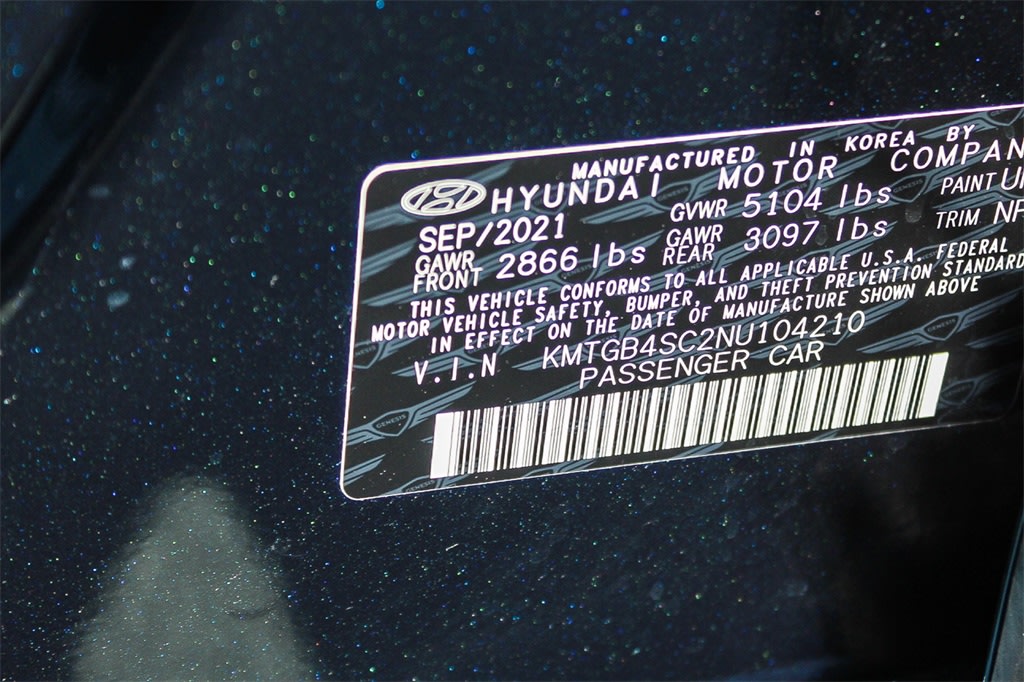 MANUFACTURED IN KOREA BY
HYUNDAI MOTOR COMPAN
SEP/2021 GVWR 5104 lbs PAINT U
GAWR FRONT 2866 lbs GAWR REAR 3097 lbs TRIM NF
THIS VEHICLE CONFORMS TO ALL APPLICABLE U.S.A. FEDERAL
MOTOR VEHICLE SAFETY, BUMPER, AND THEFT PREVENTION STANDARD
IN EFFECT ON THE DATE OF MANUFACTURE SHOWN ABOVE
V.I.N KMTGB4SC2NU104210
PASSENGER CAR
GENESIS